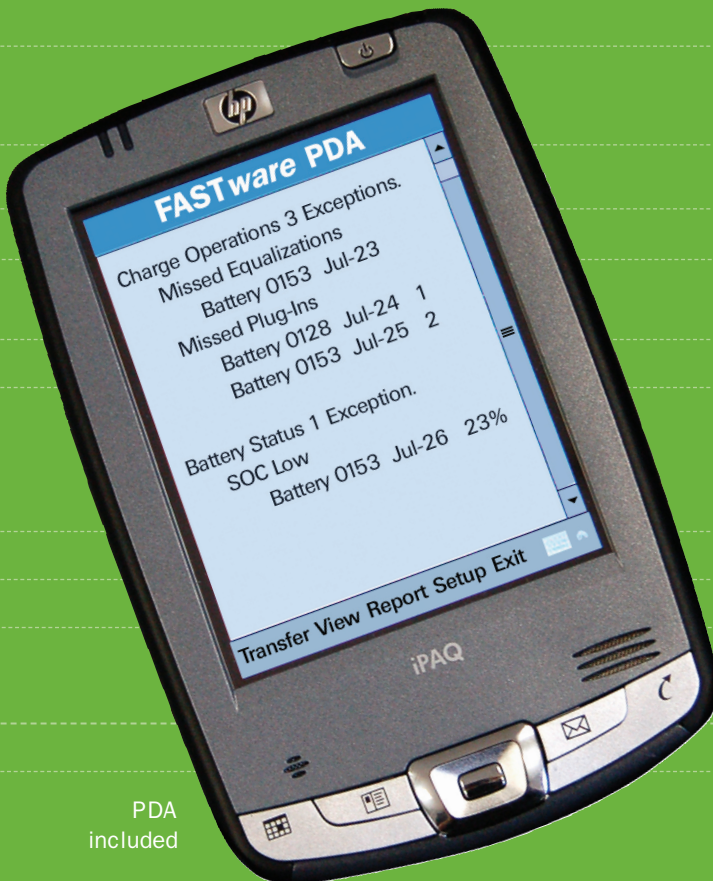 hp
FASTware PDA
Charge Operations 3 Exceptions.
Missed Equalizations
Battery 0153 Jul-23
Missed Plug-Ins
Battery 0128 Jul-24 1
Battery 0153 Jul-25 2
Battery Status 1 Exception.
SOC Low
Battery 0153 Jul-26 23%
Transfer View Report Setup Exit
iPAQ
PDA
included